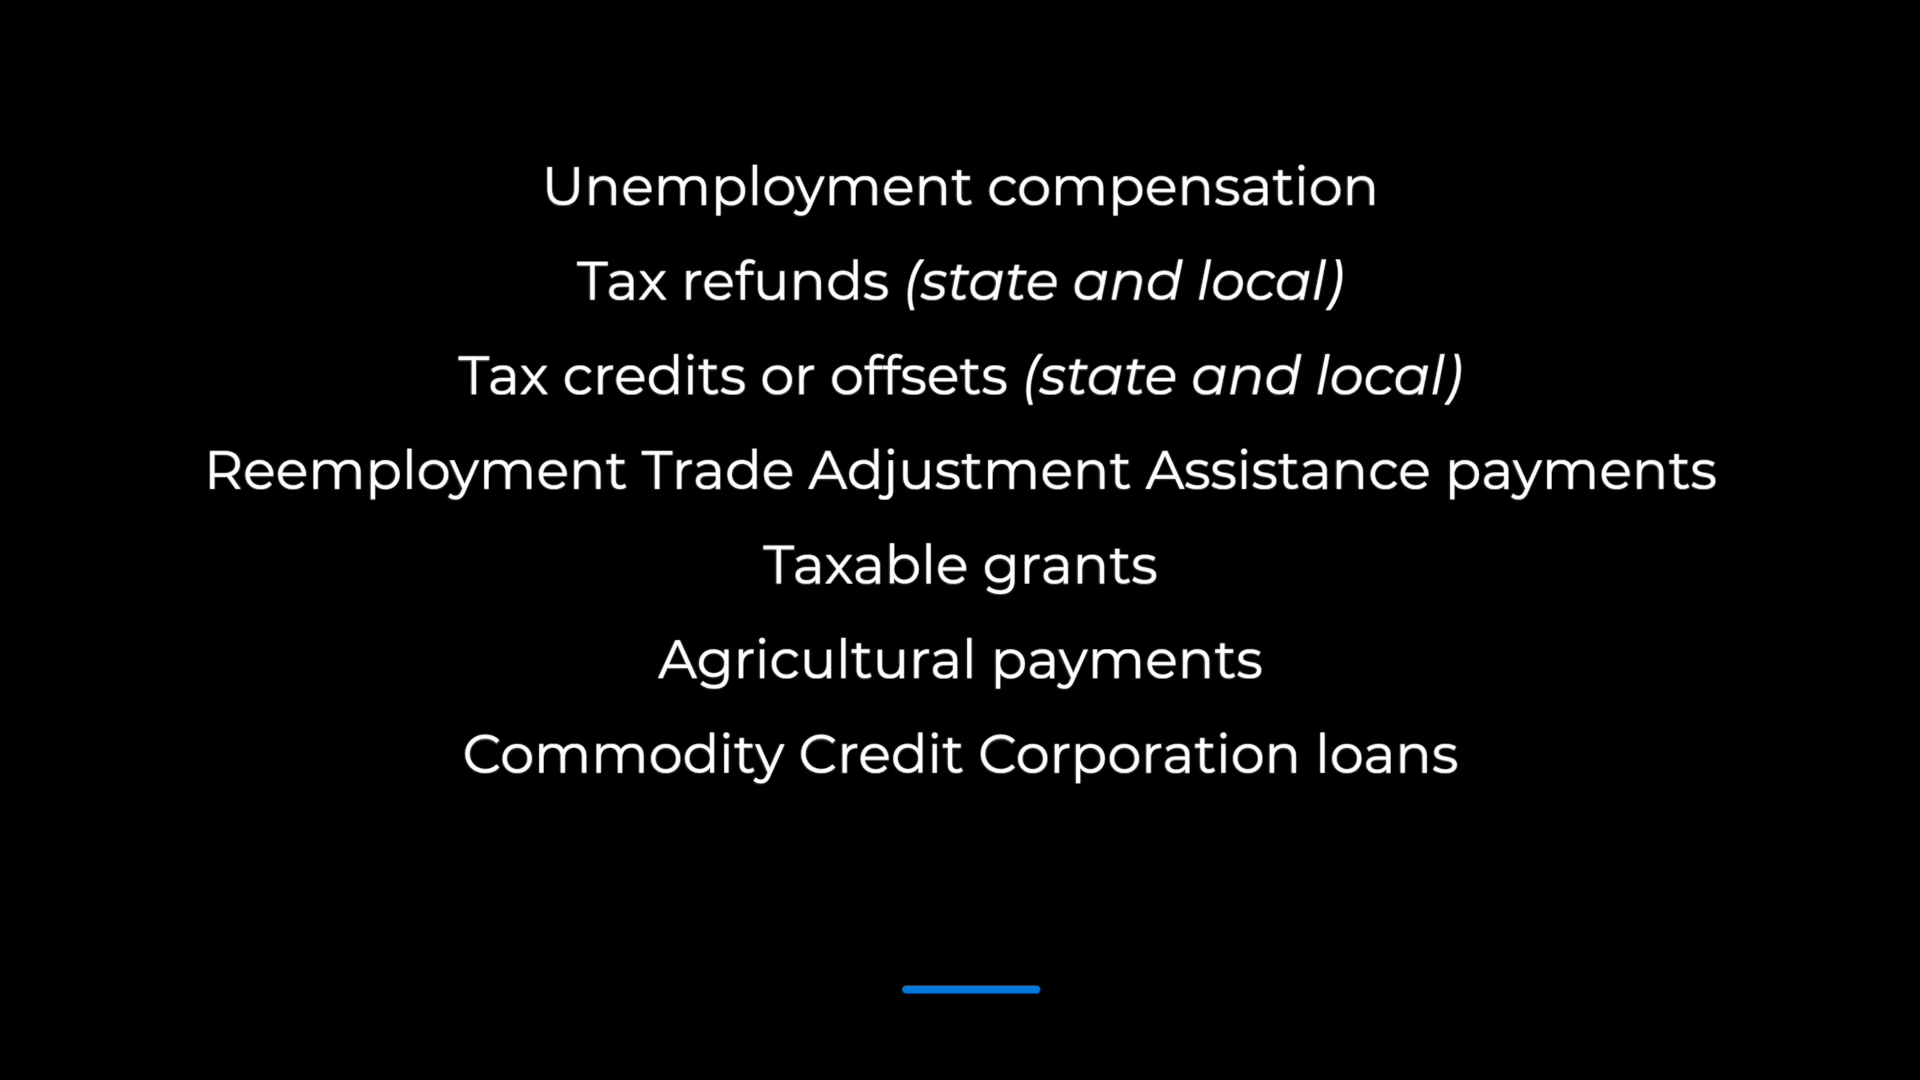 Unemployment compensation
Tax refunds (state and local)
Tax credits or offsets (state and local)
Reemployment Trade Adjustment Assistance payments
Taxable grants
Agricultural payments
Commodity Credit Corporation loans